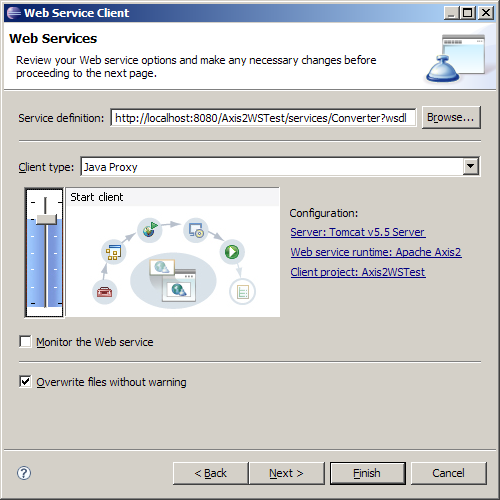 Web Service Client
Web Services
Review your Web service options and make any necessary changes before
proceeding to the next page.
Service definition: http://localhost:8080/Axis2WSTest/services/Converter?wsdl Browse...
Client type: Java Proxy
Start client
Configuration:
Server: Tomcat v5.5 Server
Web service runtime: Apache Axis2
Client project: Axis2WSTest
Monitor the Web service
Overwrite files without warning
? < Back Next > Finish Cancel